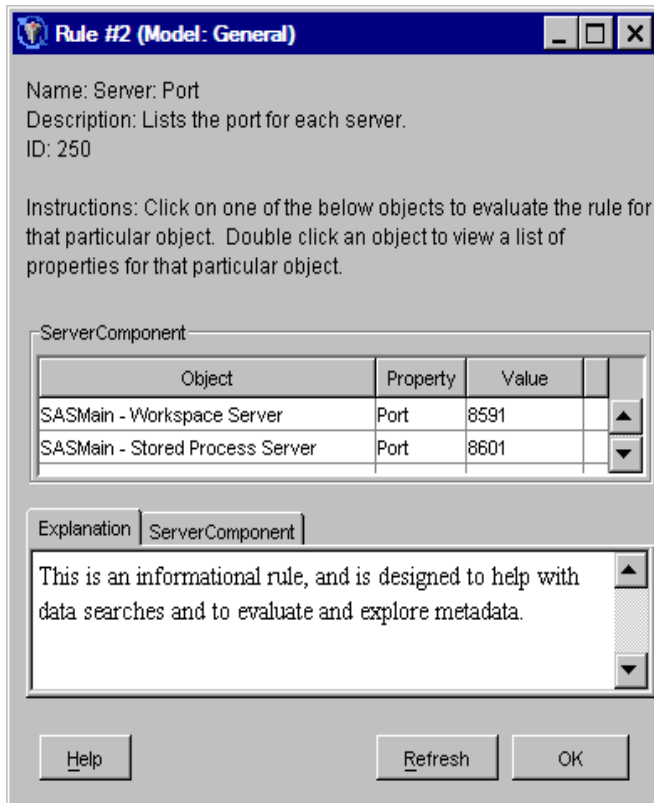 Rule #2 (Model: General)
Name: Server: Port
Description: Lists the port for each server.
ID: 250
Instructions: Click on one of the below objects to evaluate the rule for
that particular object.  Double click an object to view a list of
properties for that particular object.
ServerComponent
Object Property Value
SASMain - Workspace Server Port 8591
SASMain - Stored Process Server Port 8601
Explanation ServerComponent
This is an informational rule, and is designed to help with
data searches and to evaluate and explore metadata.
Help Refresh OK